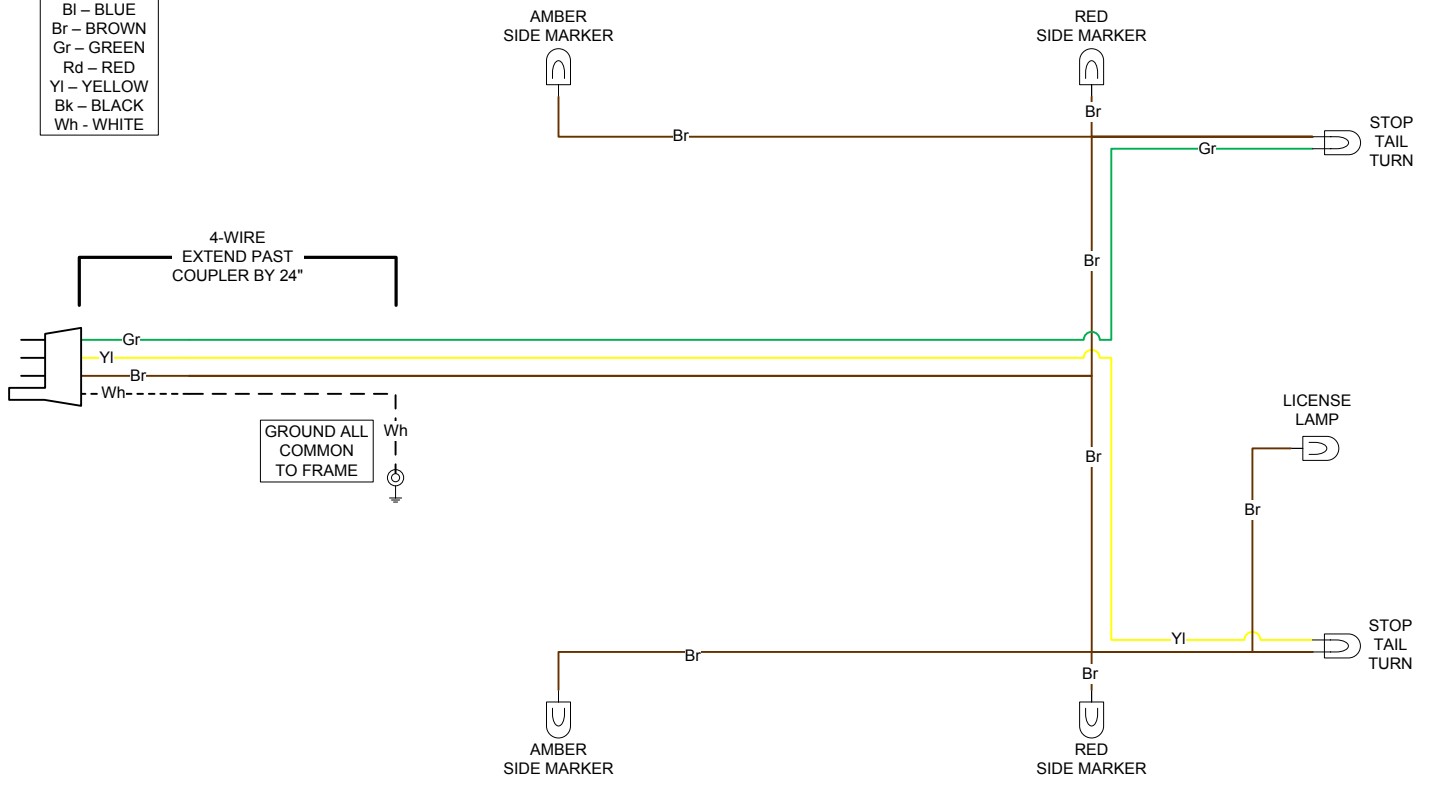 Bl – BLUE
Br – BROWN
Gr – GREEN
Rd – RED
Yl – YELLOW
Bk – BLACK
Wh - WHITE
AMBER
SIDE MARKER
RED
SIDE MARKER
Br
Br
STOP
TAIL
TURN
Gr
4-WIRE
EXTEND PAST
COUPLER BY 24"
Br
Gr
Yl
Br
Wh
GROUND ALL
COMMON
TO FRAME
Wh
Br
LICENSE
LAMP
Br
Yl
STOP
TAIL
TURN
Br
Br
AMBER
SIDE MARKER
RED
SIDE MARKER